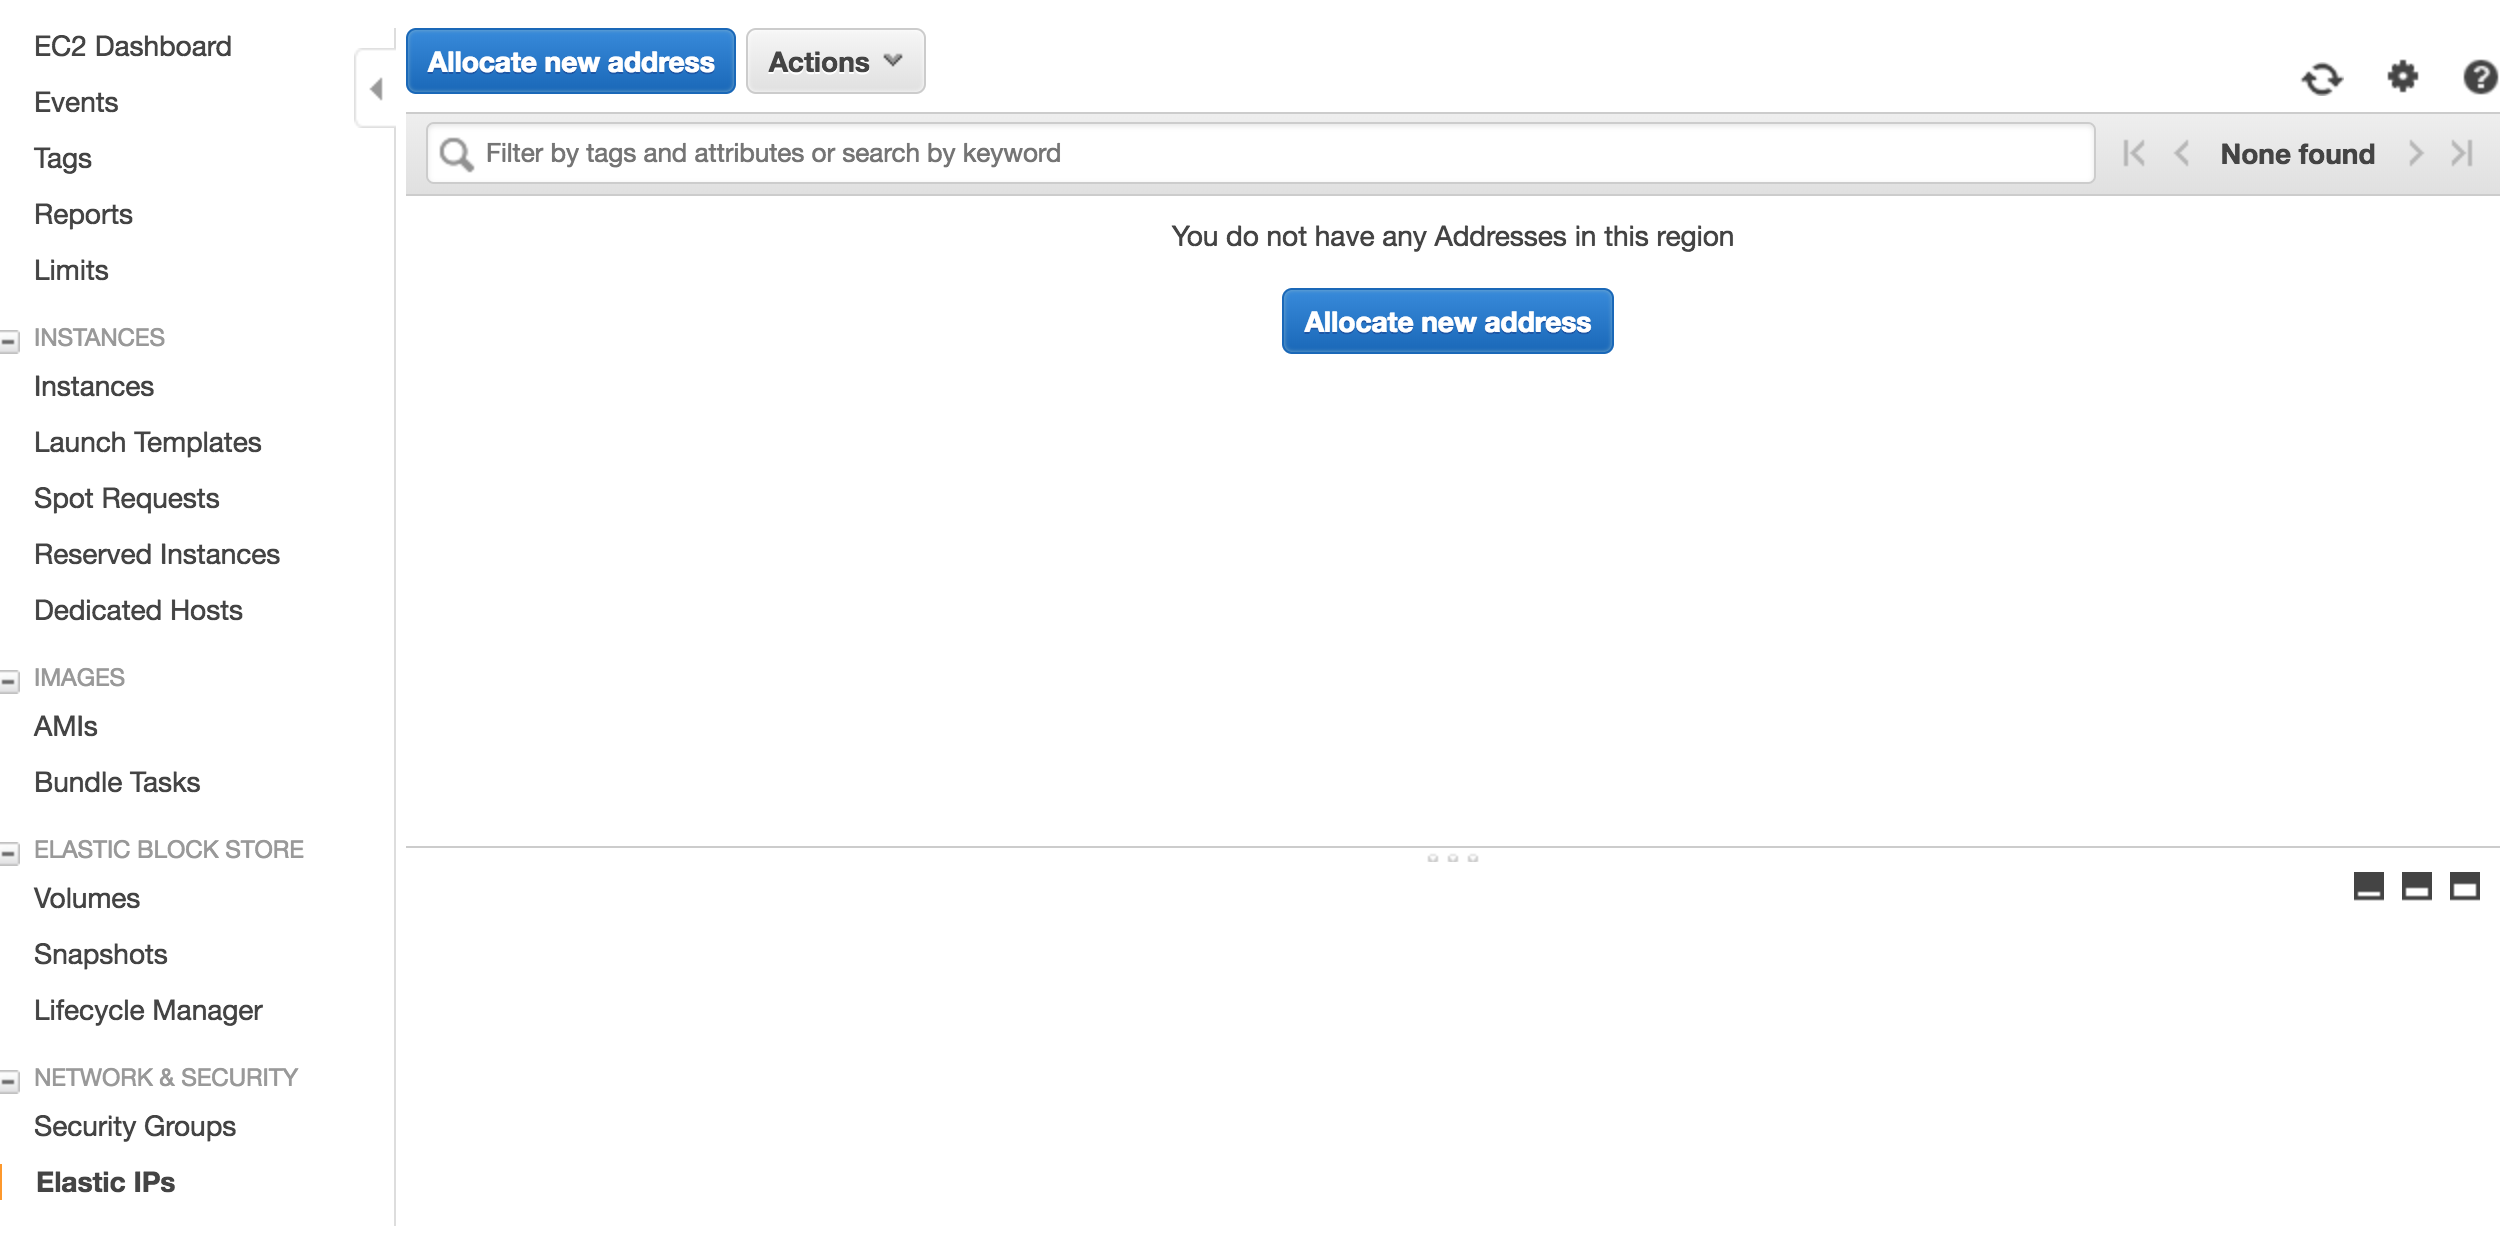 EC2 Dashboard
Events
Tags
Reports
Limits
INSTANCES
Instances
Launch Templates
Spot Requests
Reserved Instances
Dedicated Hosts
IMAGES
AMIs
Bundle Tasks
ELASTIC BLOCK STORE
Volumes
Snapshots
Lifecycle Manager
NETWORK & SECURITY
Security Groups
Elastic IPs
Allocate new address
Actions
Filter by tags and attributes or search by keyword
None found
You do not have any Addresses in this region
Allocate new address